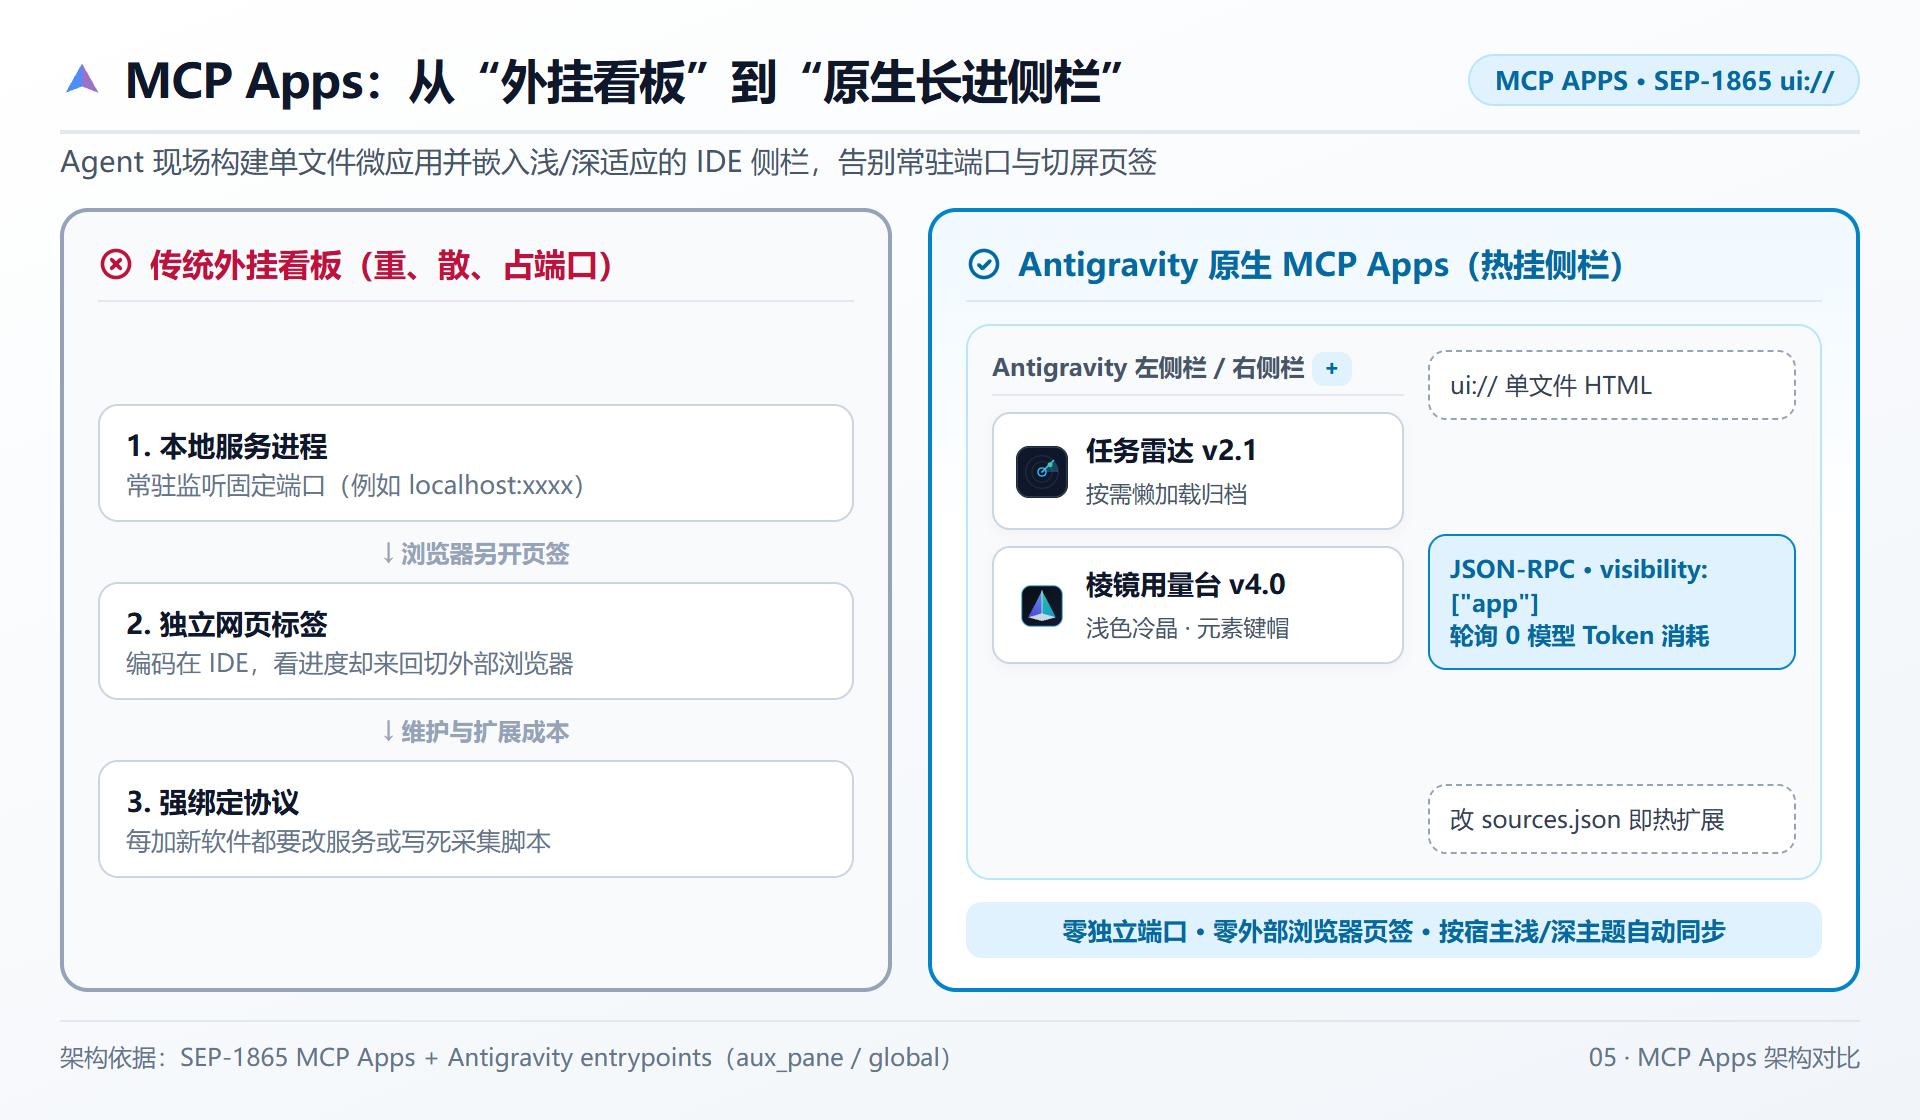 MCP Apps：从“外挂看板”到“原生长进侧栏”
MCP APPS • SEP-1865 ui://
Agent 现场构建单文件微应用并嵌入浅/深适应的 IDE 侧栏，告别常驻端口与切屏页签
传统外挂看板（重、散、占端口）
1. 本地服务进程
常驻监听固定端口（例如 localhost:xxxx）
↓ 浏览器另开页签
2. 独立网页标签
编码在 IDE，看进度却来回切外部浏览器
↓ 维护与扩展成本
3. 强绑定协议
每加新软件都要改服务或写死采集脚本
Antigravity 原生 MCP Apps（热挂侧栏）
Antigravity 左侧栏 / 右侧栏 +
任务雷达 v2.1
按需懒加载归档
棱镜用量台 v4.0
浅色冷晶 · 元素键帽
ui:// 单文件 HTML
JSON-RPC • visibility:
["app"]
轮询 0 模型 Token 消耗
改 sources.json 即热扩展
零独立端口 • 零外部浏览器页签 • 按宿主浅/深主题自动同步
架构依据：SEP-1865 MCP Apps + Antigravity entrypoints（aux_pane / global）
05 · MCP Apps 架构对比